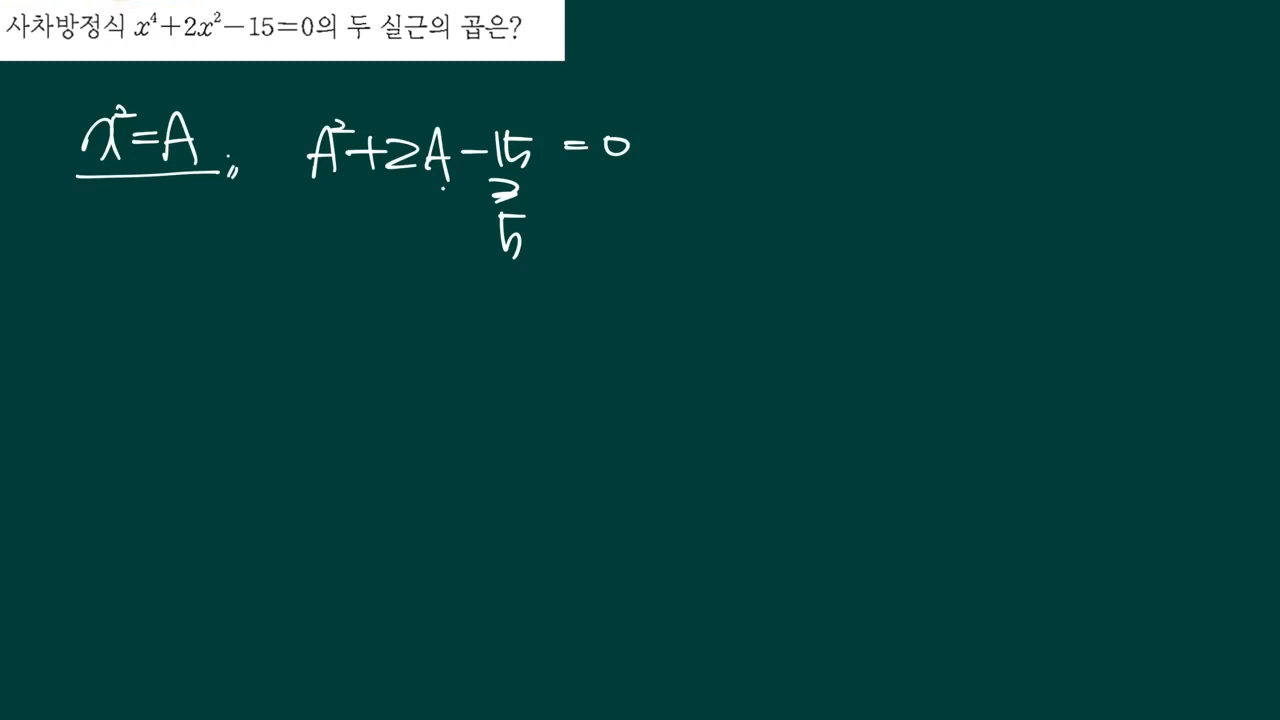 사차방정식 x⁴+2x²−15=0의 두 실근의 곱은?
x²=A ;, A²+2A−15 = 0
3
5